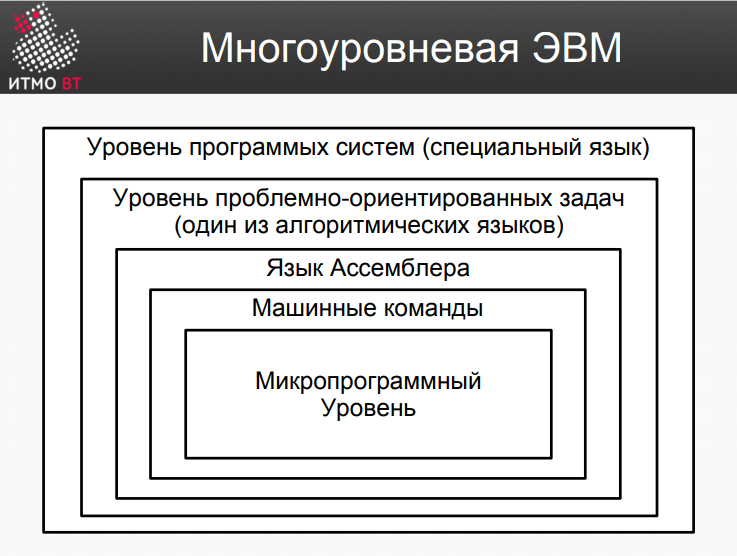 ИТМО ВТ
Многоуровневая ЭВМ
Уровень программых систем (специальный язык)
Уровень проблемно-ориентированных задач
(один из алгоритмических языков)
Язык Ассемблера
Машинные команды
Микропрограммный
Уровень